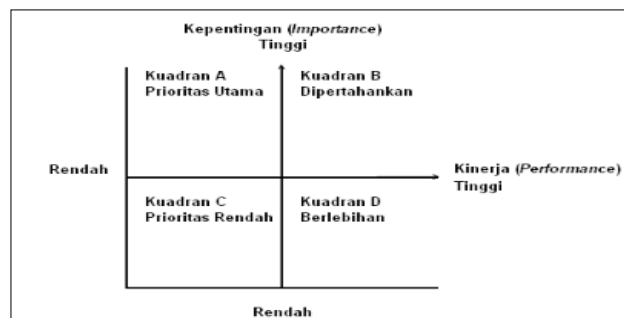 Kepentingan (Importance)
Tinggi
Kuadran A
Prioritas Utama
Kuadran B
Dipertahankan
Rendah
Kinerja (Performance)
Tinggi
Kuadran C
Prioritas Rendah
Kuadran D
Berlebihan
Rendah